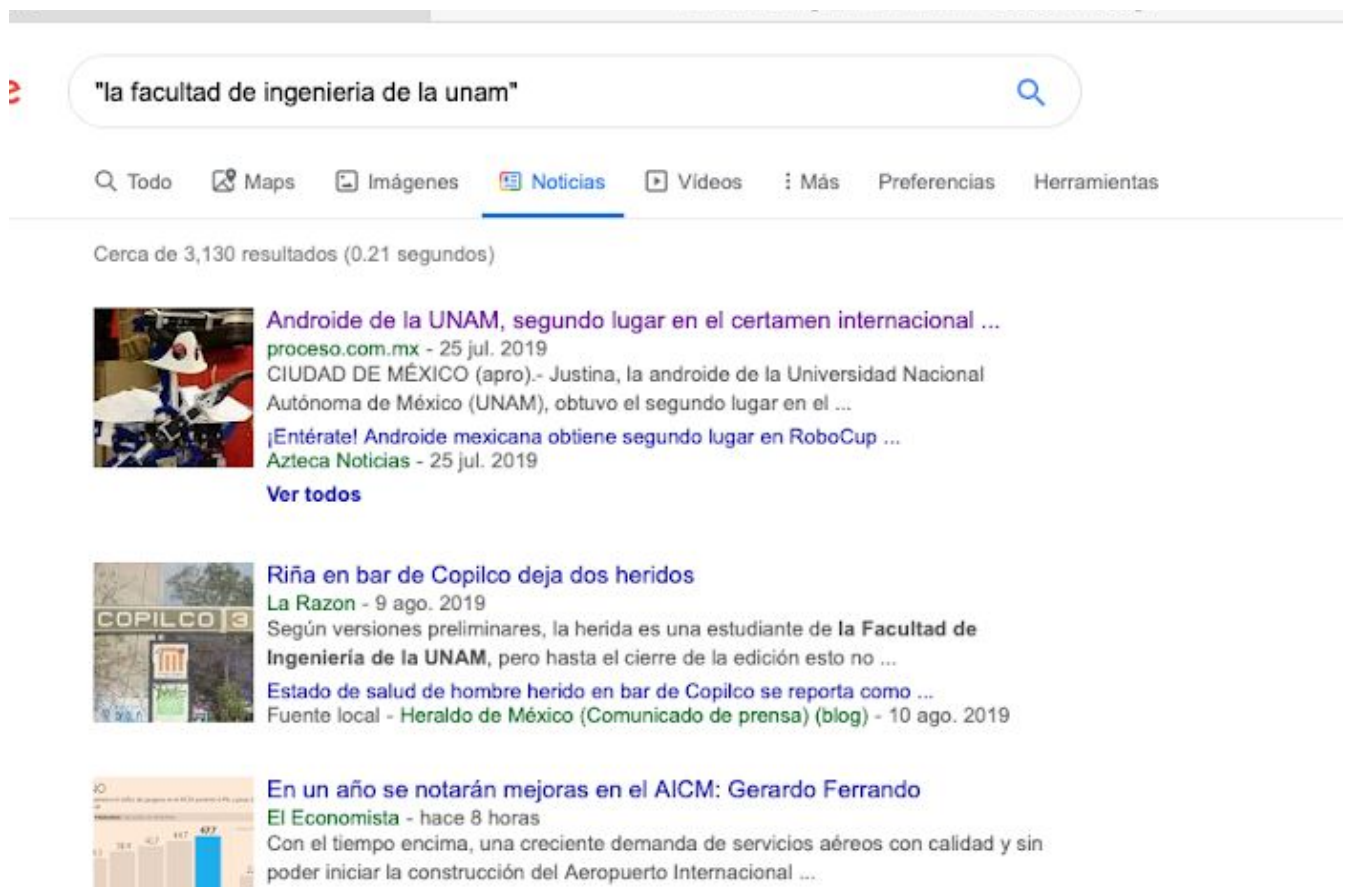 e
"la facultad de ingenieria de la unam"
Todo Maps Imágenes Noticias Vídeos Más Preferencias Herramientas
Cerca de 3,130 resultados (0.21 segundos)
Androide de la UNAM, segundo lugar en el certamen internacional ...
proceso.com.mx - 25 jul. 2019
CIUDAD DE MÉXICO (apro).- Justina, la androide de la Universidad Nacional
Autónoma de México (UNAM), obtuvo el segundo lugar en el ...
¡Entérate! Androide mexicana obtiene segundo lugar en RoboCup ...
Azteca Noticias - 25 jul. 2019
Ver todos
COPILCO 3
Riña en bar de Copilco deja dos heridos
La Razon - 9 ago. 2019
Según versiones preliminares, la herida es una estudiante de la Facultad de
Ingeniería de la UNAM, pero hasta el cierre de la edición esto no ...
Estado de salud de hombre herido en bar de Copilco se reporta como ...
Fuente local - Heraldo de México (Comunicado de prensa) (blog) - 10 ago. 2019
En un año se notarán mejoras en el AICM: Gerardo Ferrando
El Economista - hace 8 horas
Con el tiempo encima, una creciente demanda de servicios aéreos con calidad y sin
poder iniciar la construcción del Aeropuerto Internacional ...